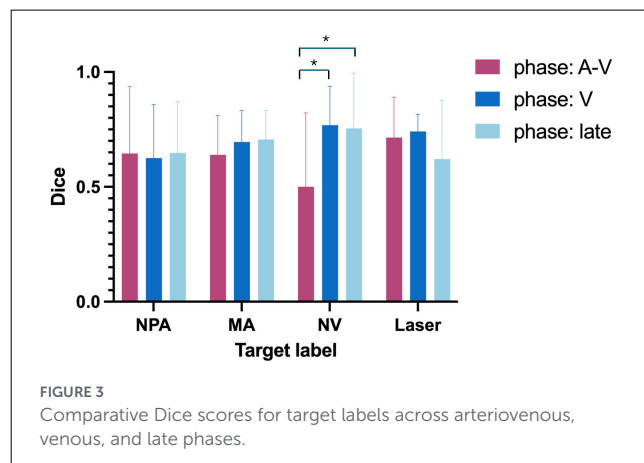 *
*
phase: A-V
phase: V
phase: late
1.0
0.5
0.0
Dice
NPA MA NV Laser
Target label
FIGURE 3
Comparative Dice scores for target labels across arteriovenous,
venous, and late phases.